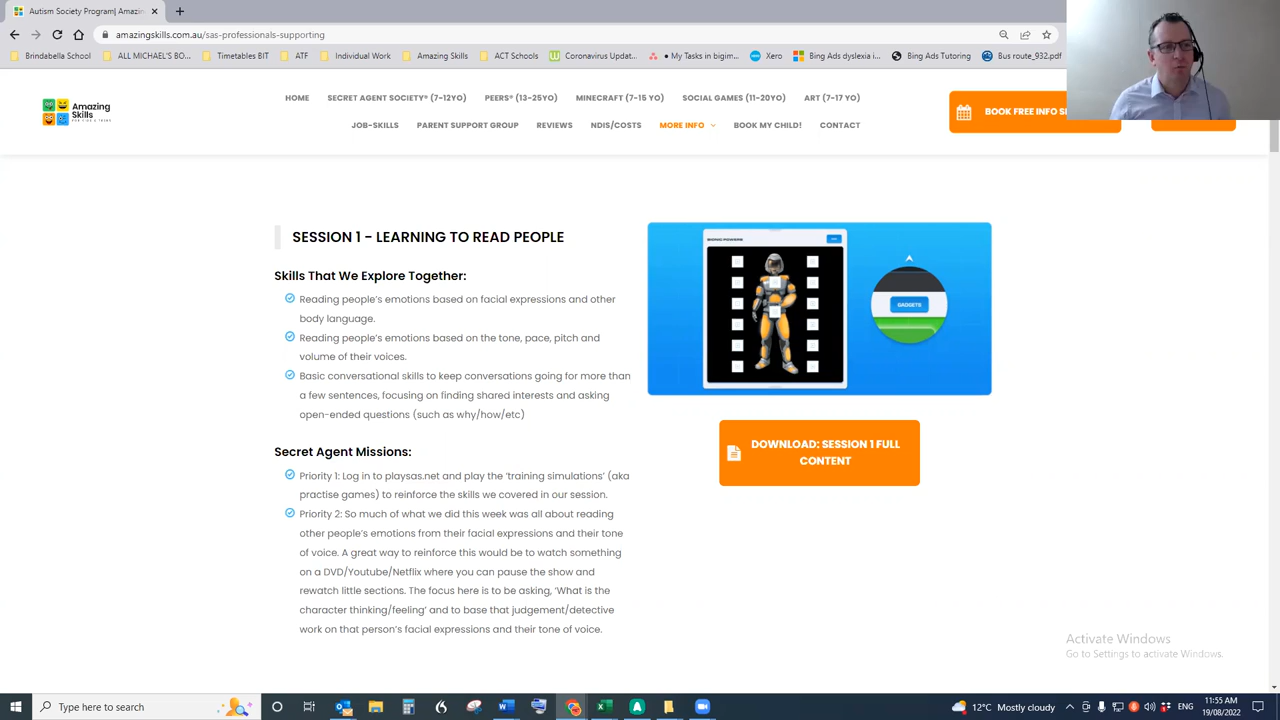 Autism Society Program| Amazin
amazingskills.com.au/sas-professionals-supporting
Brindabella School
ALL MICHAEL'S BO...
Timetables BIT
AT
Individual Work
Amazing Skills
ACT Schools
Coronavirus Updat...
My Tasks in bigim...
Xero
Bing Ads dyslexia i...
Bing Ads Tutoring
Bus route_932.pdf
Amazing
Skills
HOME
SECRET AGENT SOCIETY® (7-12YO)
PEERS® (13-25YO)
MINECRAFT (7-15 YO)
SOCIAL GAMES (11-20YO)
ART (7-17 YO)
JOB-SKILLS
PARENT SUPPORT GROUP
REVIEWS
NDIS/COSTS
MORE INFO
BOOK MY CHILD!
CONTACT
BOOK FREE INFO S
SESSION 1 - LEARNING TO READ PEOPLE
Skills That We Explore Together:
Reading people's emotions based on facial expressions and other
body language.
Reading people's emotions based on the tone, pace, pitch and
volume of their voices.
Basic conversational skills to keep conversations going for more than
a few sentences, focusing on finding shared interests and asking
open-ended questions (such as why/how/etc)
Secret Agent Missions:
Priority 1: Log in to playsas.net and play the 'training simulations' (aka
practise games) to reinforce the skills we covered in our session.
Priority 2: So much of what we did this week was all about reading
other people's emotions from their facial expressions and their tone
of voice. A great way to reinforce this would be to watch something
on a DVD/Youtube/Netflix where you can pause the show and
rewatch little sections. The focus here is to be asking, 'What is the
character thinking/feeling' and to base that judgement/detective
work on that person's facial expressions and their tone of voice.
BIONIC POWERS
GADGETS
DOWNLOAD: SESSION 1 FULL
CONTENT
Activate Windows
Go to Settings to activate Windows.
Type here to search
12°C Mostly cloudy
11:55 AM
19/08/2022